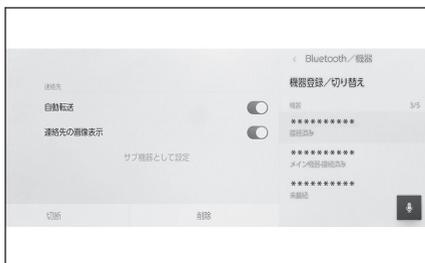 連絡先
自動転送
連絡先の画像表示
サブ機器として設定
切断
削除
< Bluetooth／機器
機器登録／切り替え
機器 3/5
**********
接続済み
**********
メイン機器-接続済み
**********
未接続